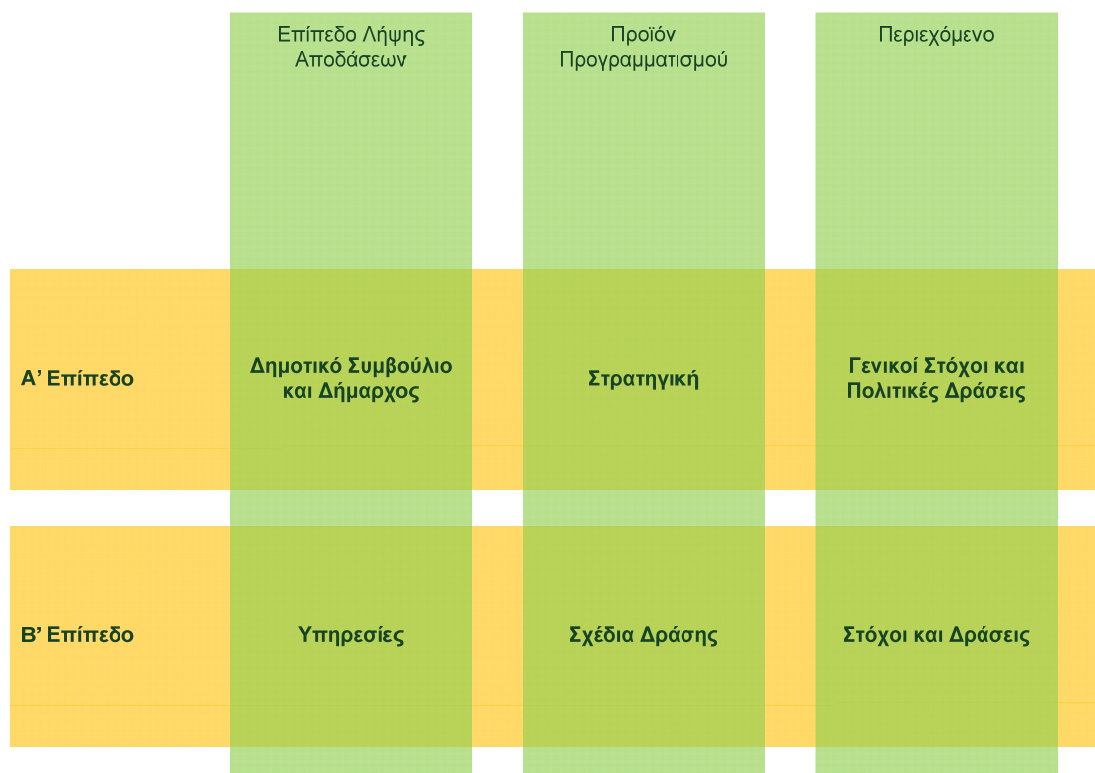 Επίπεδο Λήψης
Αποδάσεων
Προϊόν
Προγραμματισμού
Περιεχόμενο
Α’ Επίπεδο
Δημοτικό Συμβούλιο
και Δήμαρχος
Στρατηγική
Γενικοί Στόχοι και
Πολιτικές Δράσεις
Β’ Επίπεδο
Υπηρεσίες
Σχέδια Δράσης
Στόχοι και Δράσεις